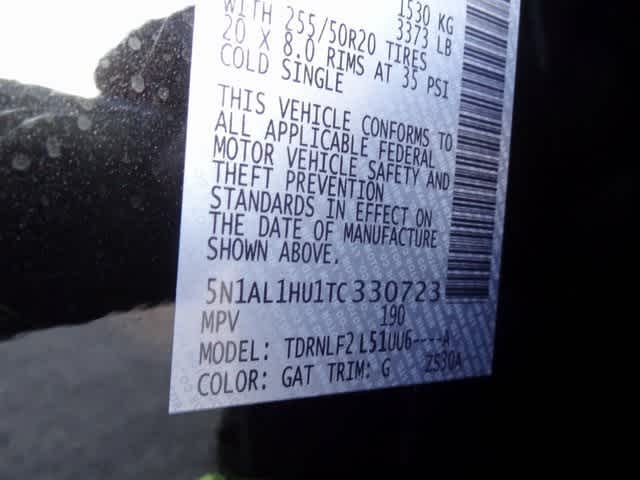 1530 KG
WITH 255/50R20 TIRES 3373 LB
20 X 8.0 RIMS AT 35 PSI
COLD SINGLE
THIS VEHICLE CONFORMS TO
ALL APPLICABLE FEDERAL
MOTOR VEHICLE SAFETY AND
THEFT PREVENTION
STANDARDS IN EFFECT ON
THE DATE OF MANUFACTURE
SHOWN ABOVE.
5N1AL1HU1TC330723
MPV 190
MODEL: TDRNLF2 L51UU6----A
COLOR: GAT TRIM: G Z530A